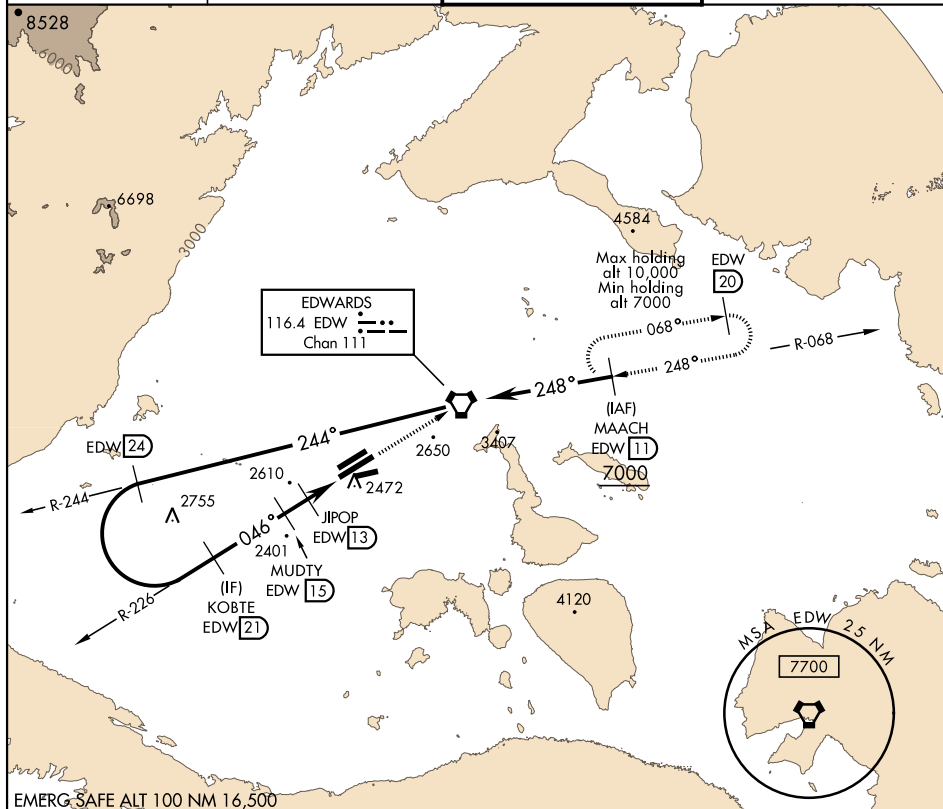 8528
6000
6698
3000
4584
Max holding
alt 10,000
Min holding
alt 7000
EDW
20
068°
R-068
248°
248°
EDWARDS
116.4 EDW
Chan 111
(IAF)
MAACH
EDW 11
7000
244°
EDW 24
R-244
2650
3407
2610
2472
2755
046°
JIPOP
EDW 13
2401
MUDTY
EDW 15
(IF)
KOBTE
EDW 21
R-226
4120
MSA EDW 25 NM
7700
EMERG SAFE ALT 100 NM 16,500